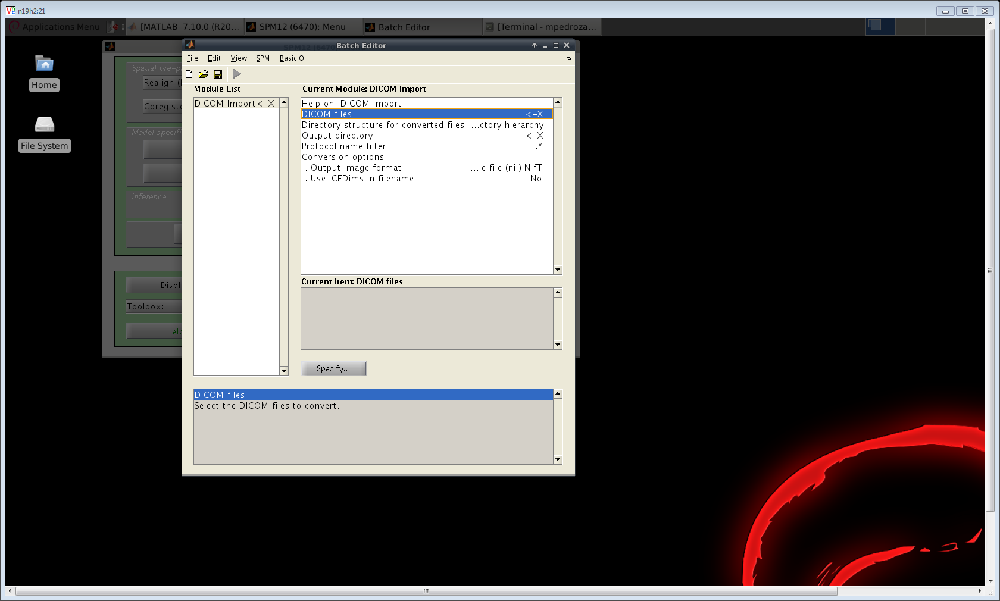 n19h2:21
Applications Menu
[MATLAB 7.10.0 (R20...
SPM12 (6470): Menu
Batch Editor
[Terminal - mpedroza...
Home
File System
Spatial pre-p
Realign (
Coregiste
Model specifi
Inference
Displ
Toolbox:
Help
Batch Editor
File Edit View SPM BasicIO
Module List
DICOM Import<-X
Current Module: DICOM Import
Help on: DICOM Import
DICOM files <-X
Directory structure for converted files ...ctory hierarchy
Output directory <-X
Protocol name filter .*
Conversion options
. Output image format ...le file (nii) NIfTI
. Use ICEDims in filename No
Current Item: DICOM files
Specify...
DICOM files
Select the DICOM files to convert.